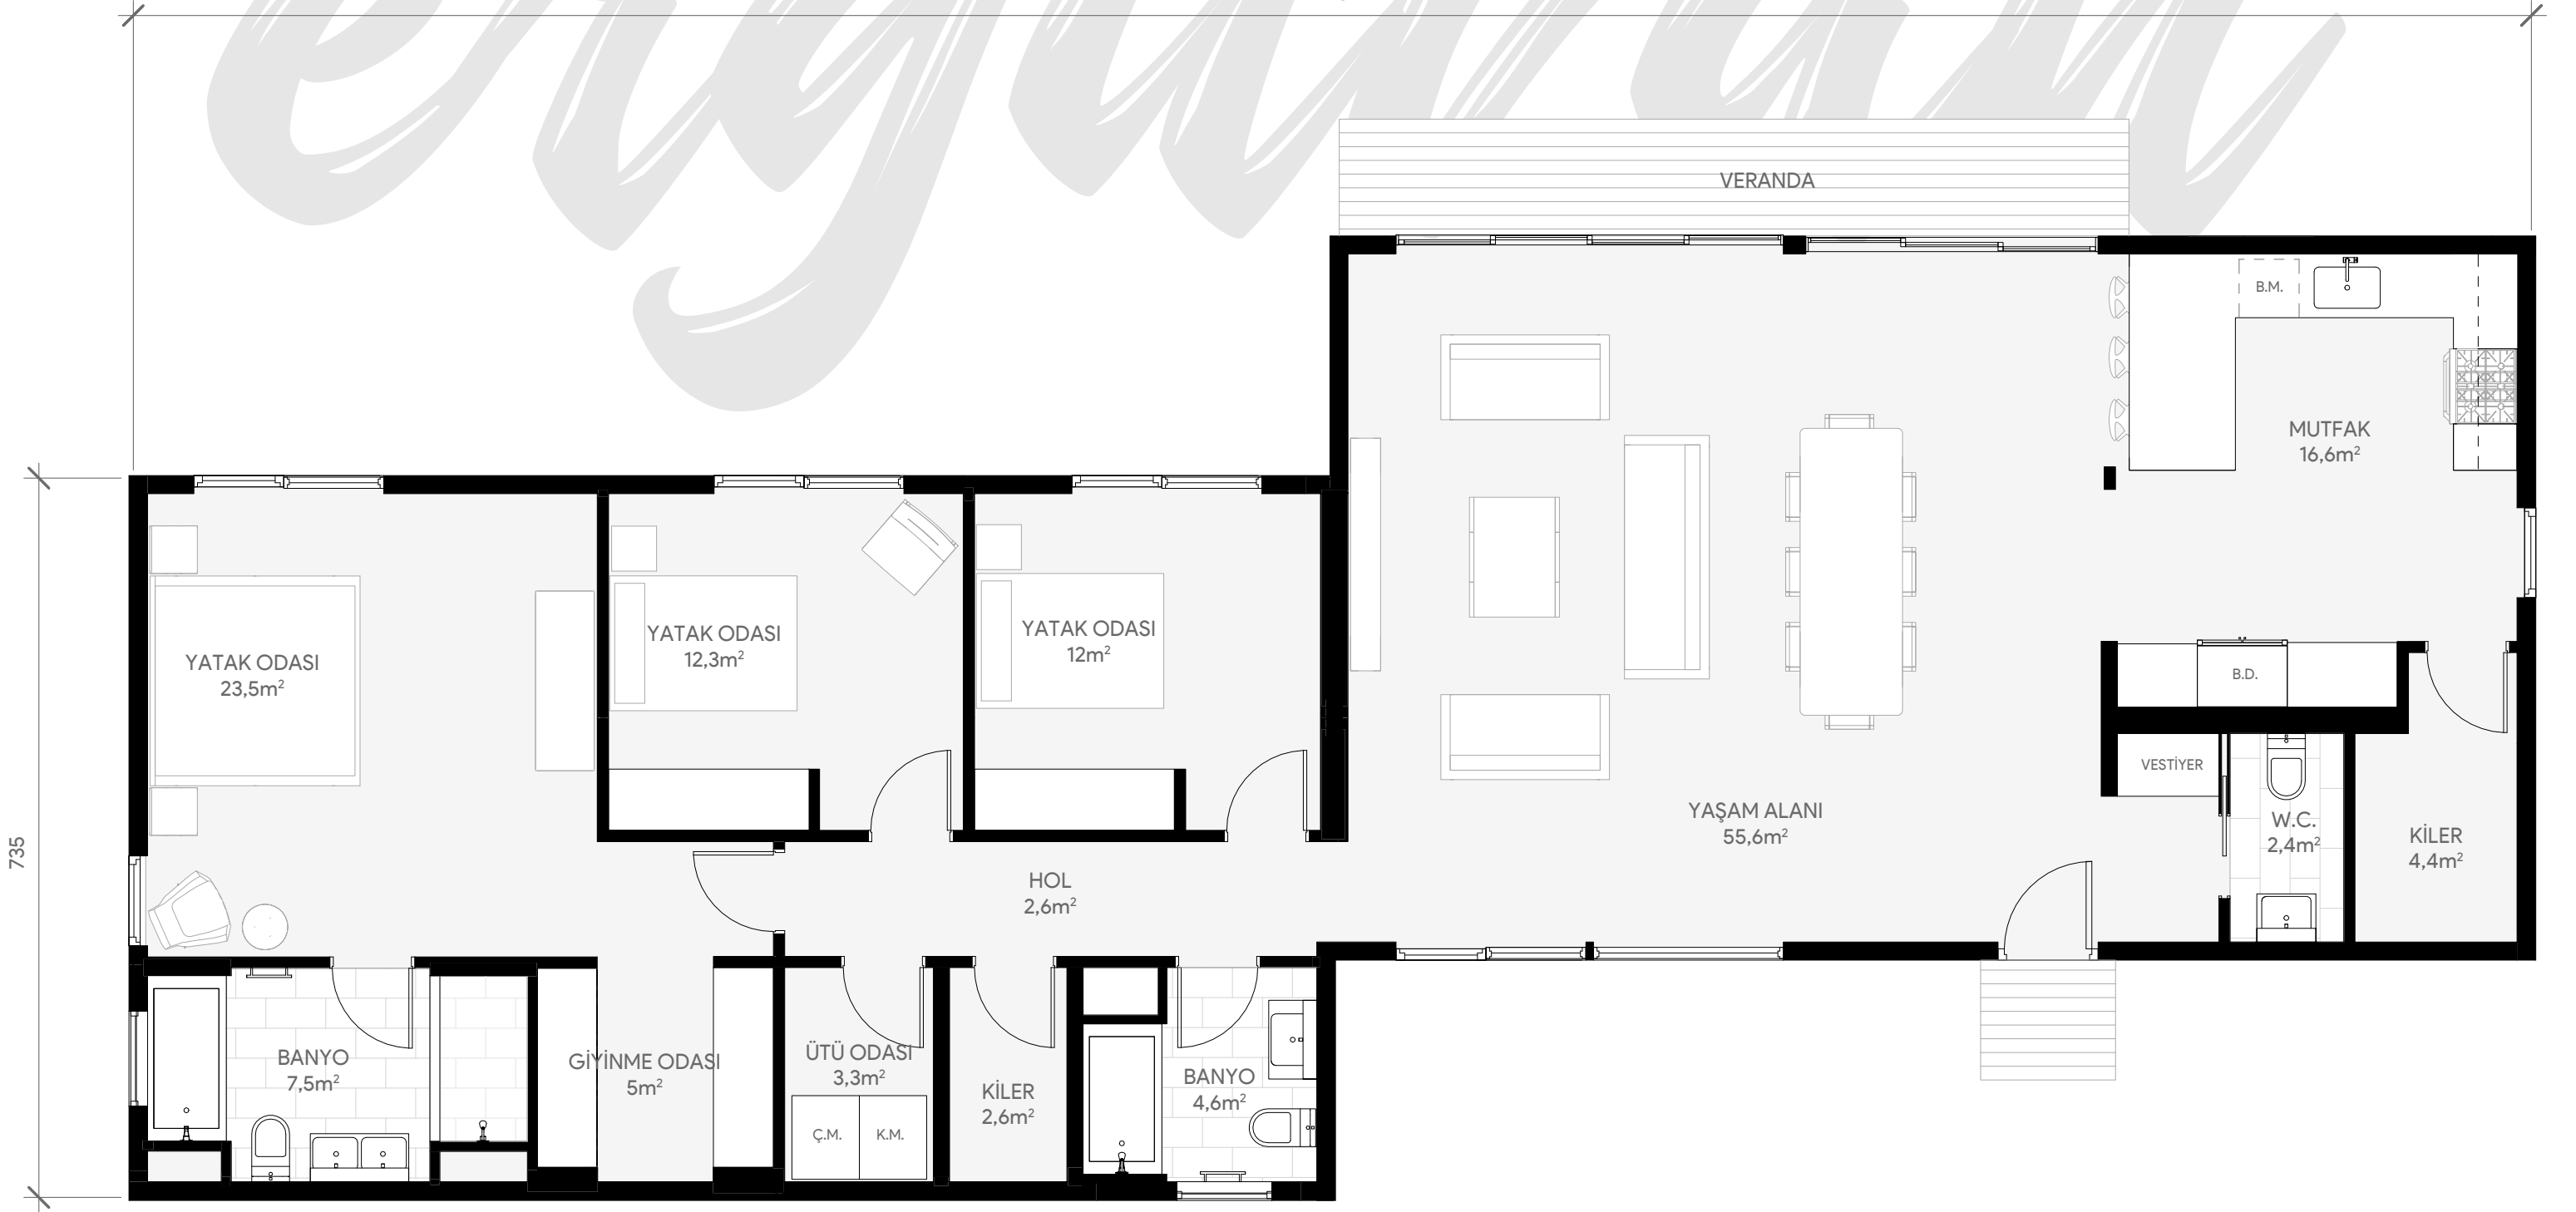 VERANDA
B.M.
MUTFAK
16,6m²
YATAK ODASI
23,5m²
YATAK ODASI
12,3m²
YATAK ODASI
12m²
B.D.
VESTİYER
YAŞAM ALANI
55,6m²
W.C.
2,4m²
KİLER
4,4m²
735
HOL
2,6m²
BANYO
7,5m²
GİYİNME ODASI
5m²
ÜTÜ ODASI
3,3m²
Ç.M.
K.M.
KİLER
2,6m²
BANYO
4,6m²